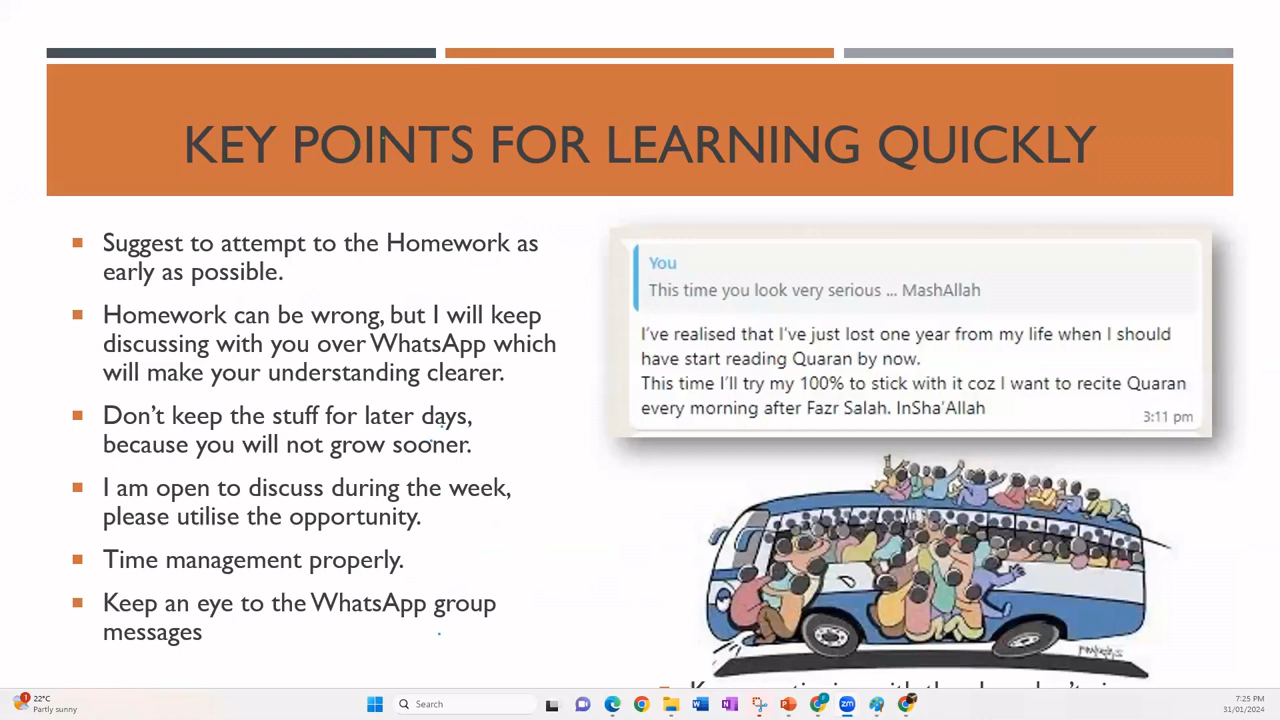 KEY POINTS FOR LEARNING QUICKLY
Suggest to attempt to the Homework as
early as possible.
Homework can be wrong, but I will keep
discussing with you over WhatsApp which
will make your understanding clearer.
Don't keep the stuff for later days,
because you will not grow sooner.
I am open to discuss during the week,
please utilise the opportunity.
Time management properly.
Keep an eye to the WhatsApp group
messages
You
This time you look very serious ... MashAllah
I've realised that I've just lost one year from my life when I should
have start reading Quaran by now.
This time I'll try my 100% to stick with it coz I want to recite Quaran
every morning after Fazr Salah. InSha'Allah
3:11 pm
1
22°C
Partly sunny
Search
zm
7:25 PM
31/01/2024